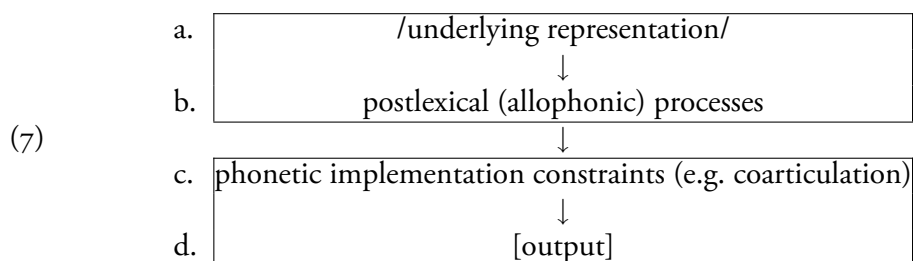 a. /underlying representation/
↓
b. postlexical (allophonic) processes
(7) ↓
c. phonetic implementation constraints (e.g. coarticulation)
↓
d. [output]